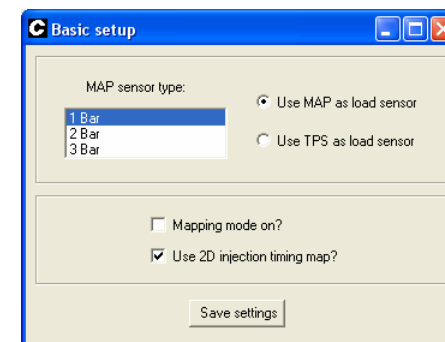 C Basic setup
MAP sensor type:
1 Bar
2 Bar
3 Bar
Use MAP as load sensor
Use TPS as load sensor
Mapping mode on?
Use 2D injection timing map?
Save settings